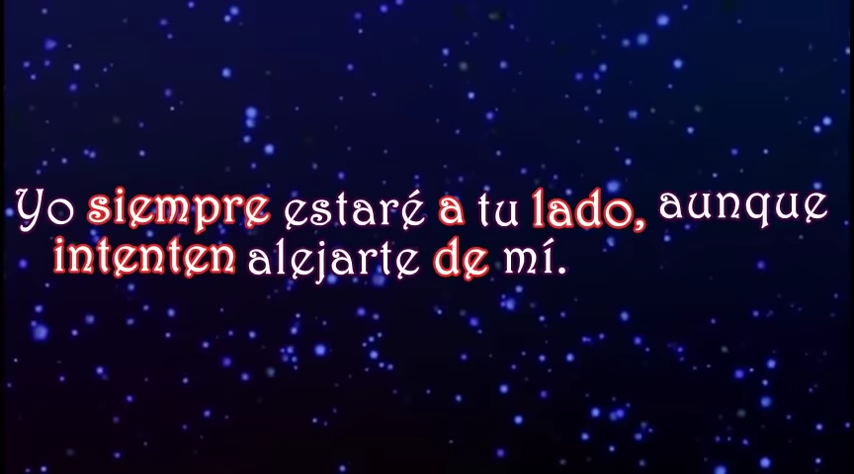 Yo siempre estaré a tu lado, aunque
intenten alejarte de mí.